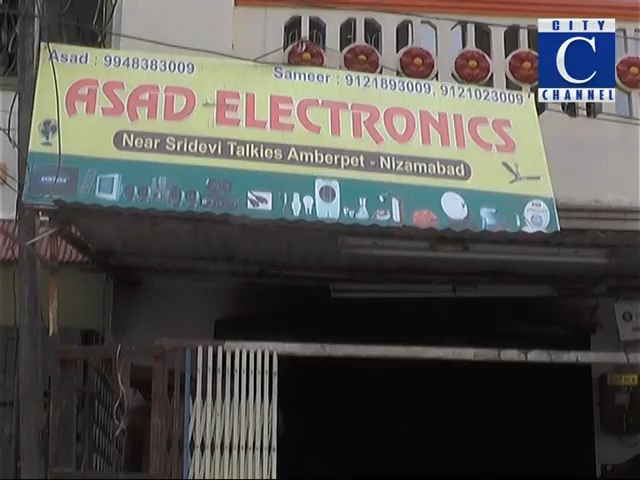 CITY
C
CHANNEL
Asad : 9948383009
Sameer : 9121893009, 9121023009
ASAD ELECTRONICS
Near Sridevi Talkies Amberpet - Nizamabad